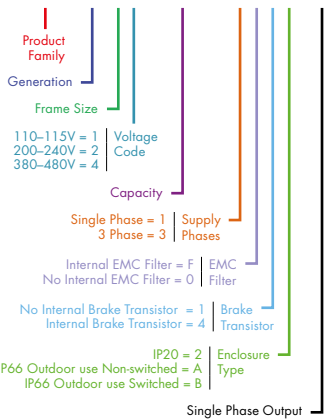 Product
Family
Generation
Frame Size
110–115V = 1
200–240V = 2
380–480V = 4
Voltage
Code
Capacity
Single Phase = 1
3 Phase = 3
Supply
Phases
Internal EMC Filter = F
No Internal EMC Filter = 0
EMC
Filter
No Internal Brake Transistor = 1
Internal Brake Transistor = 4
Brake
Transistor
IP20 = 2
P66 Outdoor use Non-switched = A
IP66 Outdoor use Switched = B
Enclosure
Type
Single Phase Output